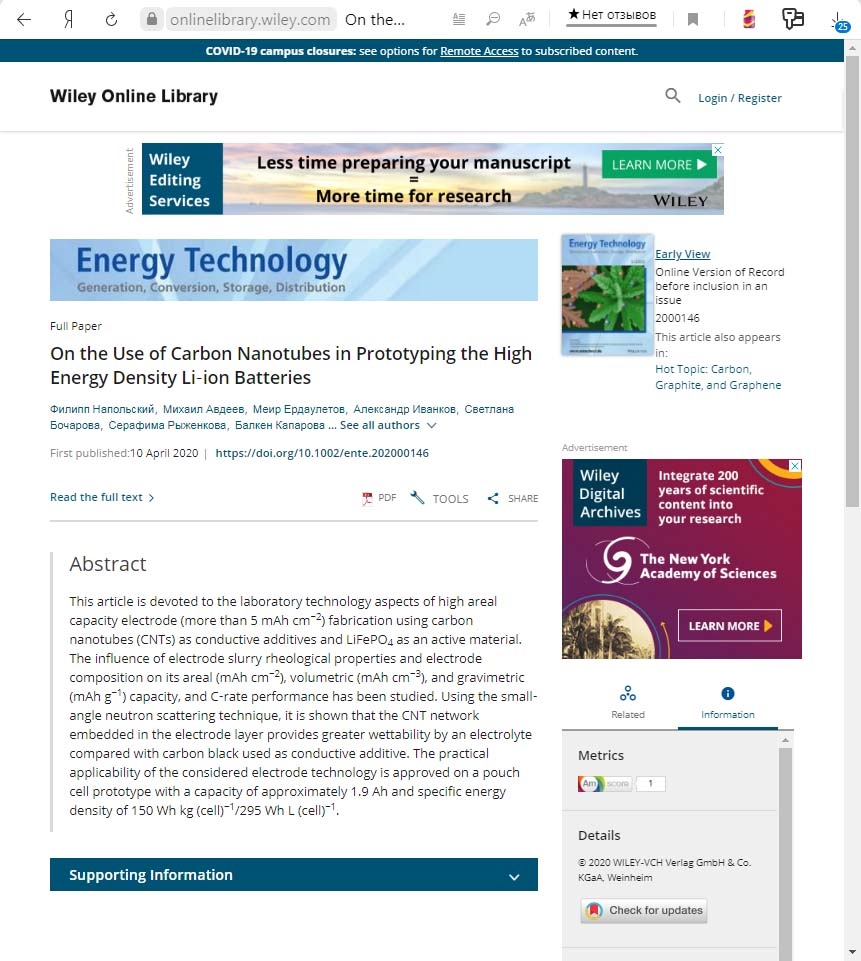 onlinelibrary.wiley.com On the...
★Нет отзывов
25
COVID-19 campus closures: see options for Remote Access to subscribed content.
Wiley Online Library
Login / Register
Advertisement
Wiley
Editing
Services
Less time preparing your manuscript
=
More time for research
LEARN MORE
WILEY
Energy Technology
Generation, Conversion, Storage, Distribution
Energy Technology
Early View
Online Version of Record
before inclusion in an
issue
2000146
This article also appears
in:
Hot Topic: Carbon,
Graphite, and Graphene
Full Paper
On the Use of Carbon Nanotubes in Prototyping the High
Energy Density Li-ion Batteries
Филипп Напольский, Михаил Авдеев, Меир Ердаулетов, Александр Иванков, Светлана
Бочарова, Серафима Рыженкова, Балкен Капарова ... See all authors
First published:10 April 2020 | https://doi.org/10.1002/ente.202000146
Read the full text
PDF
TOOLS
SHARE
Abstract
This article is devoted to the laboratory technology aspects of high areal
capacity electrode (more than 5 mAh cm⁻²) fabrication using carbon
nanotubes (CNTs) as conductive additives and LiFePO₄ as an active material.
The influence of electrode slurry rheological properties and electrode
composition on its areal (mAh cm⁻²), volumetric (mAh cm⁻³), and gravimetric
(mAh g⁻¹) capacity, and C-rate performance has been studied. Using the small-
angle neutron scattering technique, it is shown that the CNT network
embedded in the electrode layer provides greater wettability by an electrolyte
compared with carbon black used as conductive additive. The practical
applicability of the considered electrode technology is approved on a pouch
cell prototype with a capacity of approximately 1.9 Ah and specific energy
density of 150 Wh kg (cell)⁻¹/295 Wh L (cell)⁻¹.
Supporting Information
Advertisement
Wiley
Digital
Archives
Integrate 200
years of scientific
content into
your research
The New York
Academy of Sciences
LEARN MORE
Related
Information
Metrics
Am score 1
Details
© 2020 WILEY-VCH Verlag GmbH & Co.
KGaA, Weinheim
Check for updates